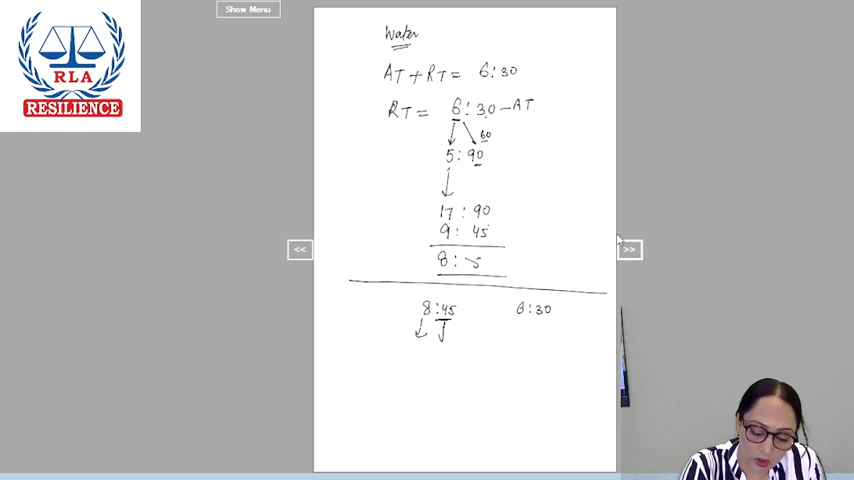 Show Menu
RLA
RESILIENCE
Water
AT + RT = 6:30
RT = 6:30 - AT
60
5:90
17:90
9:45
8:
<<
>>
8:45 6:30